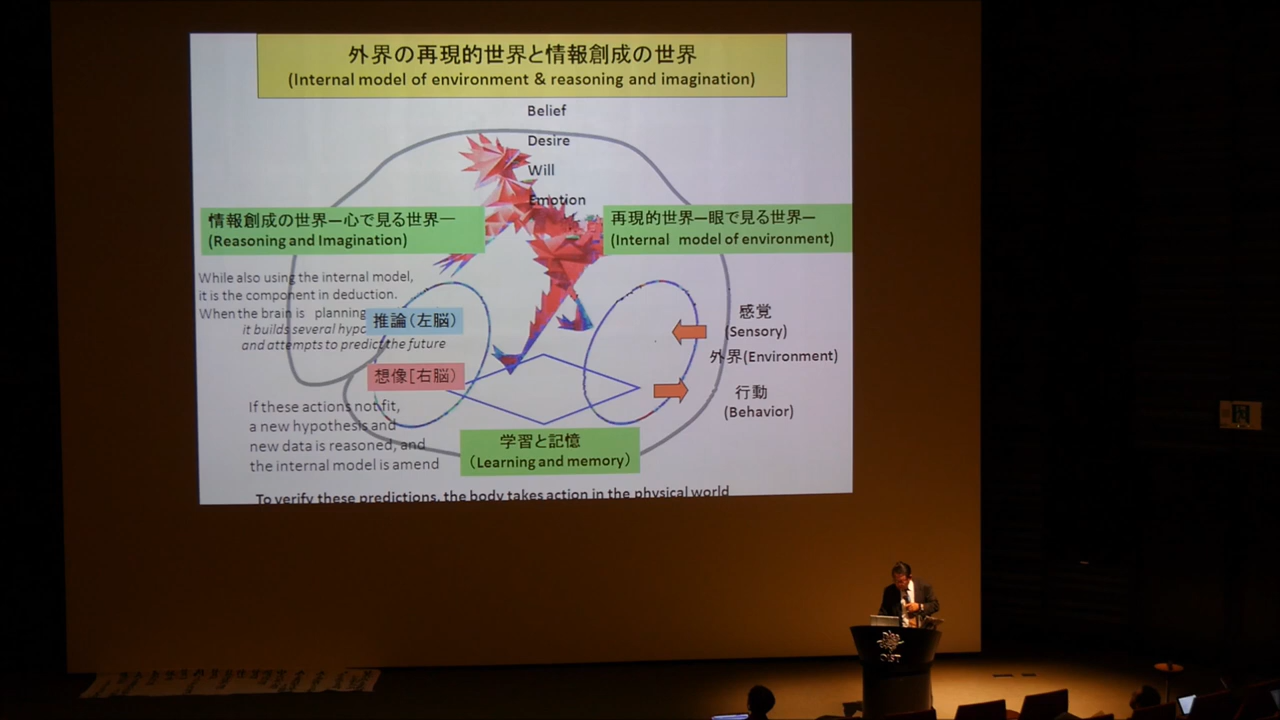 外界の再現的世界と情報創成の世界
(Internal model of environment & reasoning and imagination)
Belief
Desire
Will
Emotion
情報創成の世界—心で見る世界—
(Reasoning and Imagination)
再現的世界—眼で見る世界—
(Internal model of environment)
While also using the internal model,
it is the component in deduction.
When the brain is planning
it builds several hypo
and attempts to predict the future
推論(左脳)
想像[右脳)
感覚
(Sensory)
外界(Environment)
行動
(Behavior)
If these actions not fit,
a new hypothesis and
new data is reasoned, and
the internal model is amend
学習と記憶
(Learning and memory)
To verify these predictions, the body takes action in the physical world
OIST